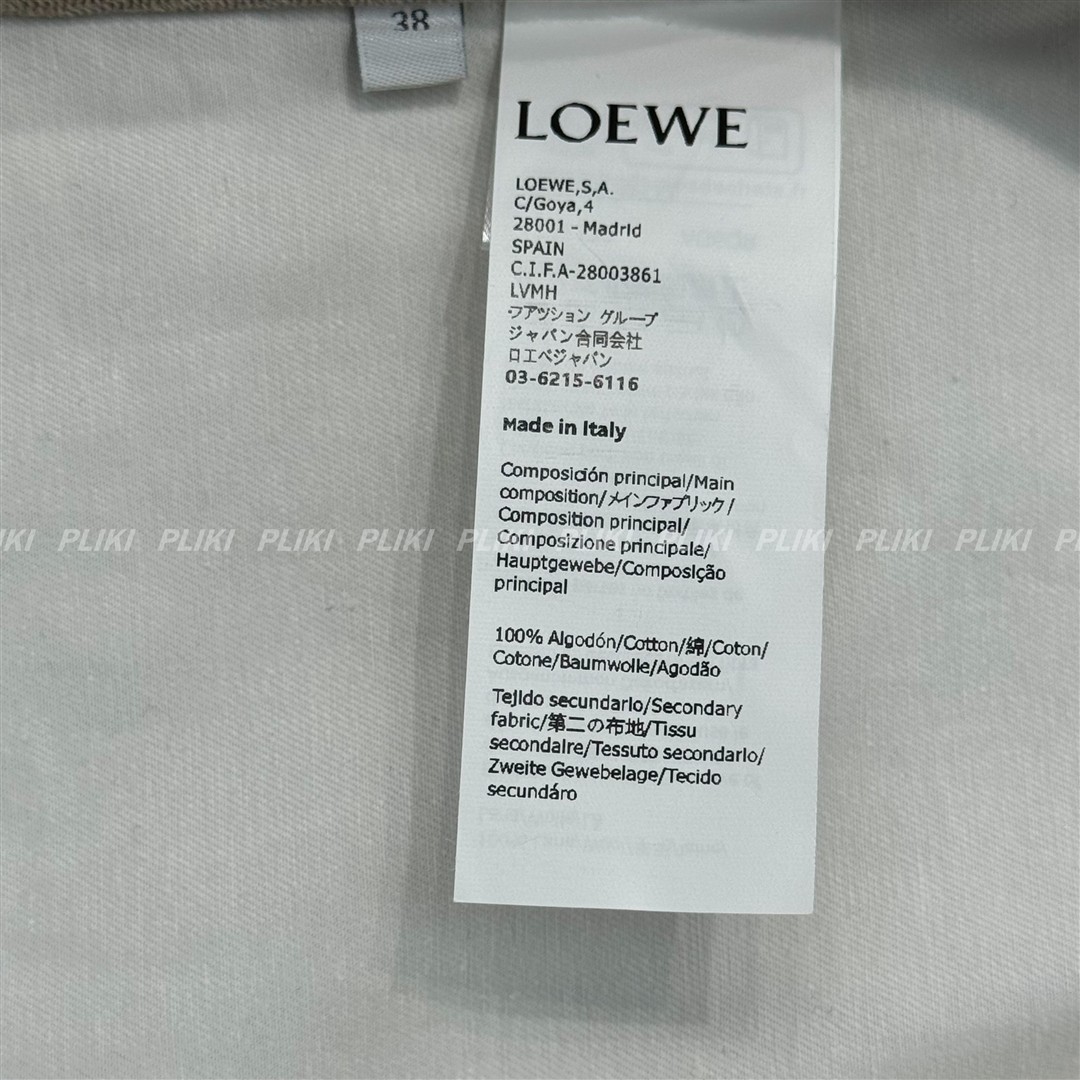 38
LOEWE
LOEWE,S,A.
C/Goya,4
28001 - Madrid
SPAIN
C.I.F.A-28003861
LVMH
ファッション グループ
ジャパン合同会社
ロエベジャパン
03-6215-6116
Made in Italy
Composición principal/Main
composition/メインファブリック/
Composition principal/
PLIKI PLIKI PLIKI PLIKI PLIKI PLIKI PLIKI PLIKI PLIKI
Composizione principale/
Hauptgewebe/Composição
principal
100% Algodón/Cotton/綿/Coton/
Cotone/Baumwolle/Agodão
Tejido secundario/Secondary
fabric/第二の布地/Tissu
secondaire/Tessuto secondario/
Zweite Gewebelage/Tecido
secundáro